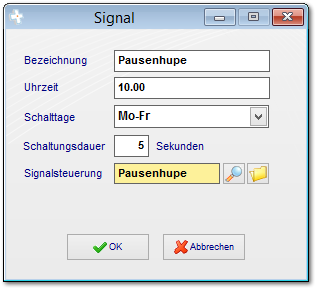 Signal
Bezeichnung Pausenhupe
Uhrzeit 10.00
Schalttage Mo-Fr
Schaltungsdauer 5 Sekunden
Signalsteuerung Pausenhupe
OK Abbrechen